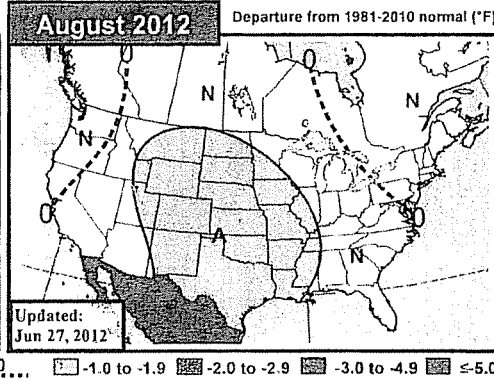 August 2012
Departure from 1981-2010 normal (°F)
0
0
N
N
N
0
0
A
N
Updated:
Jun 27, 2012
-1.0 to -1.9
-2.0 to -2.9
-3.0 to -4.9
≤-5.0